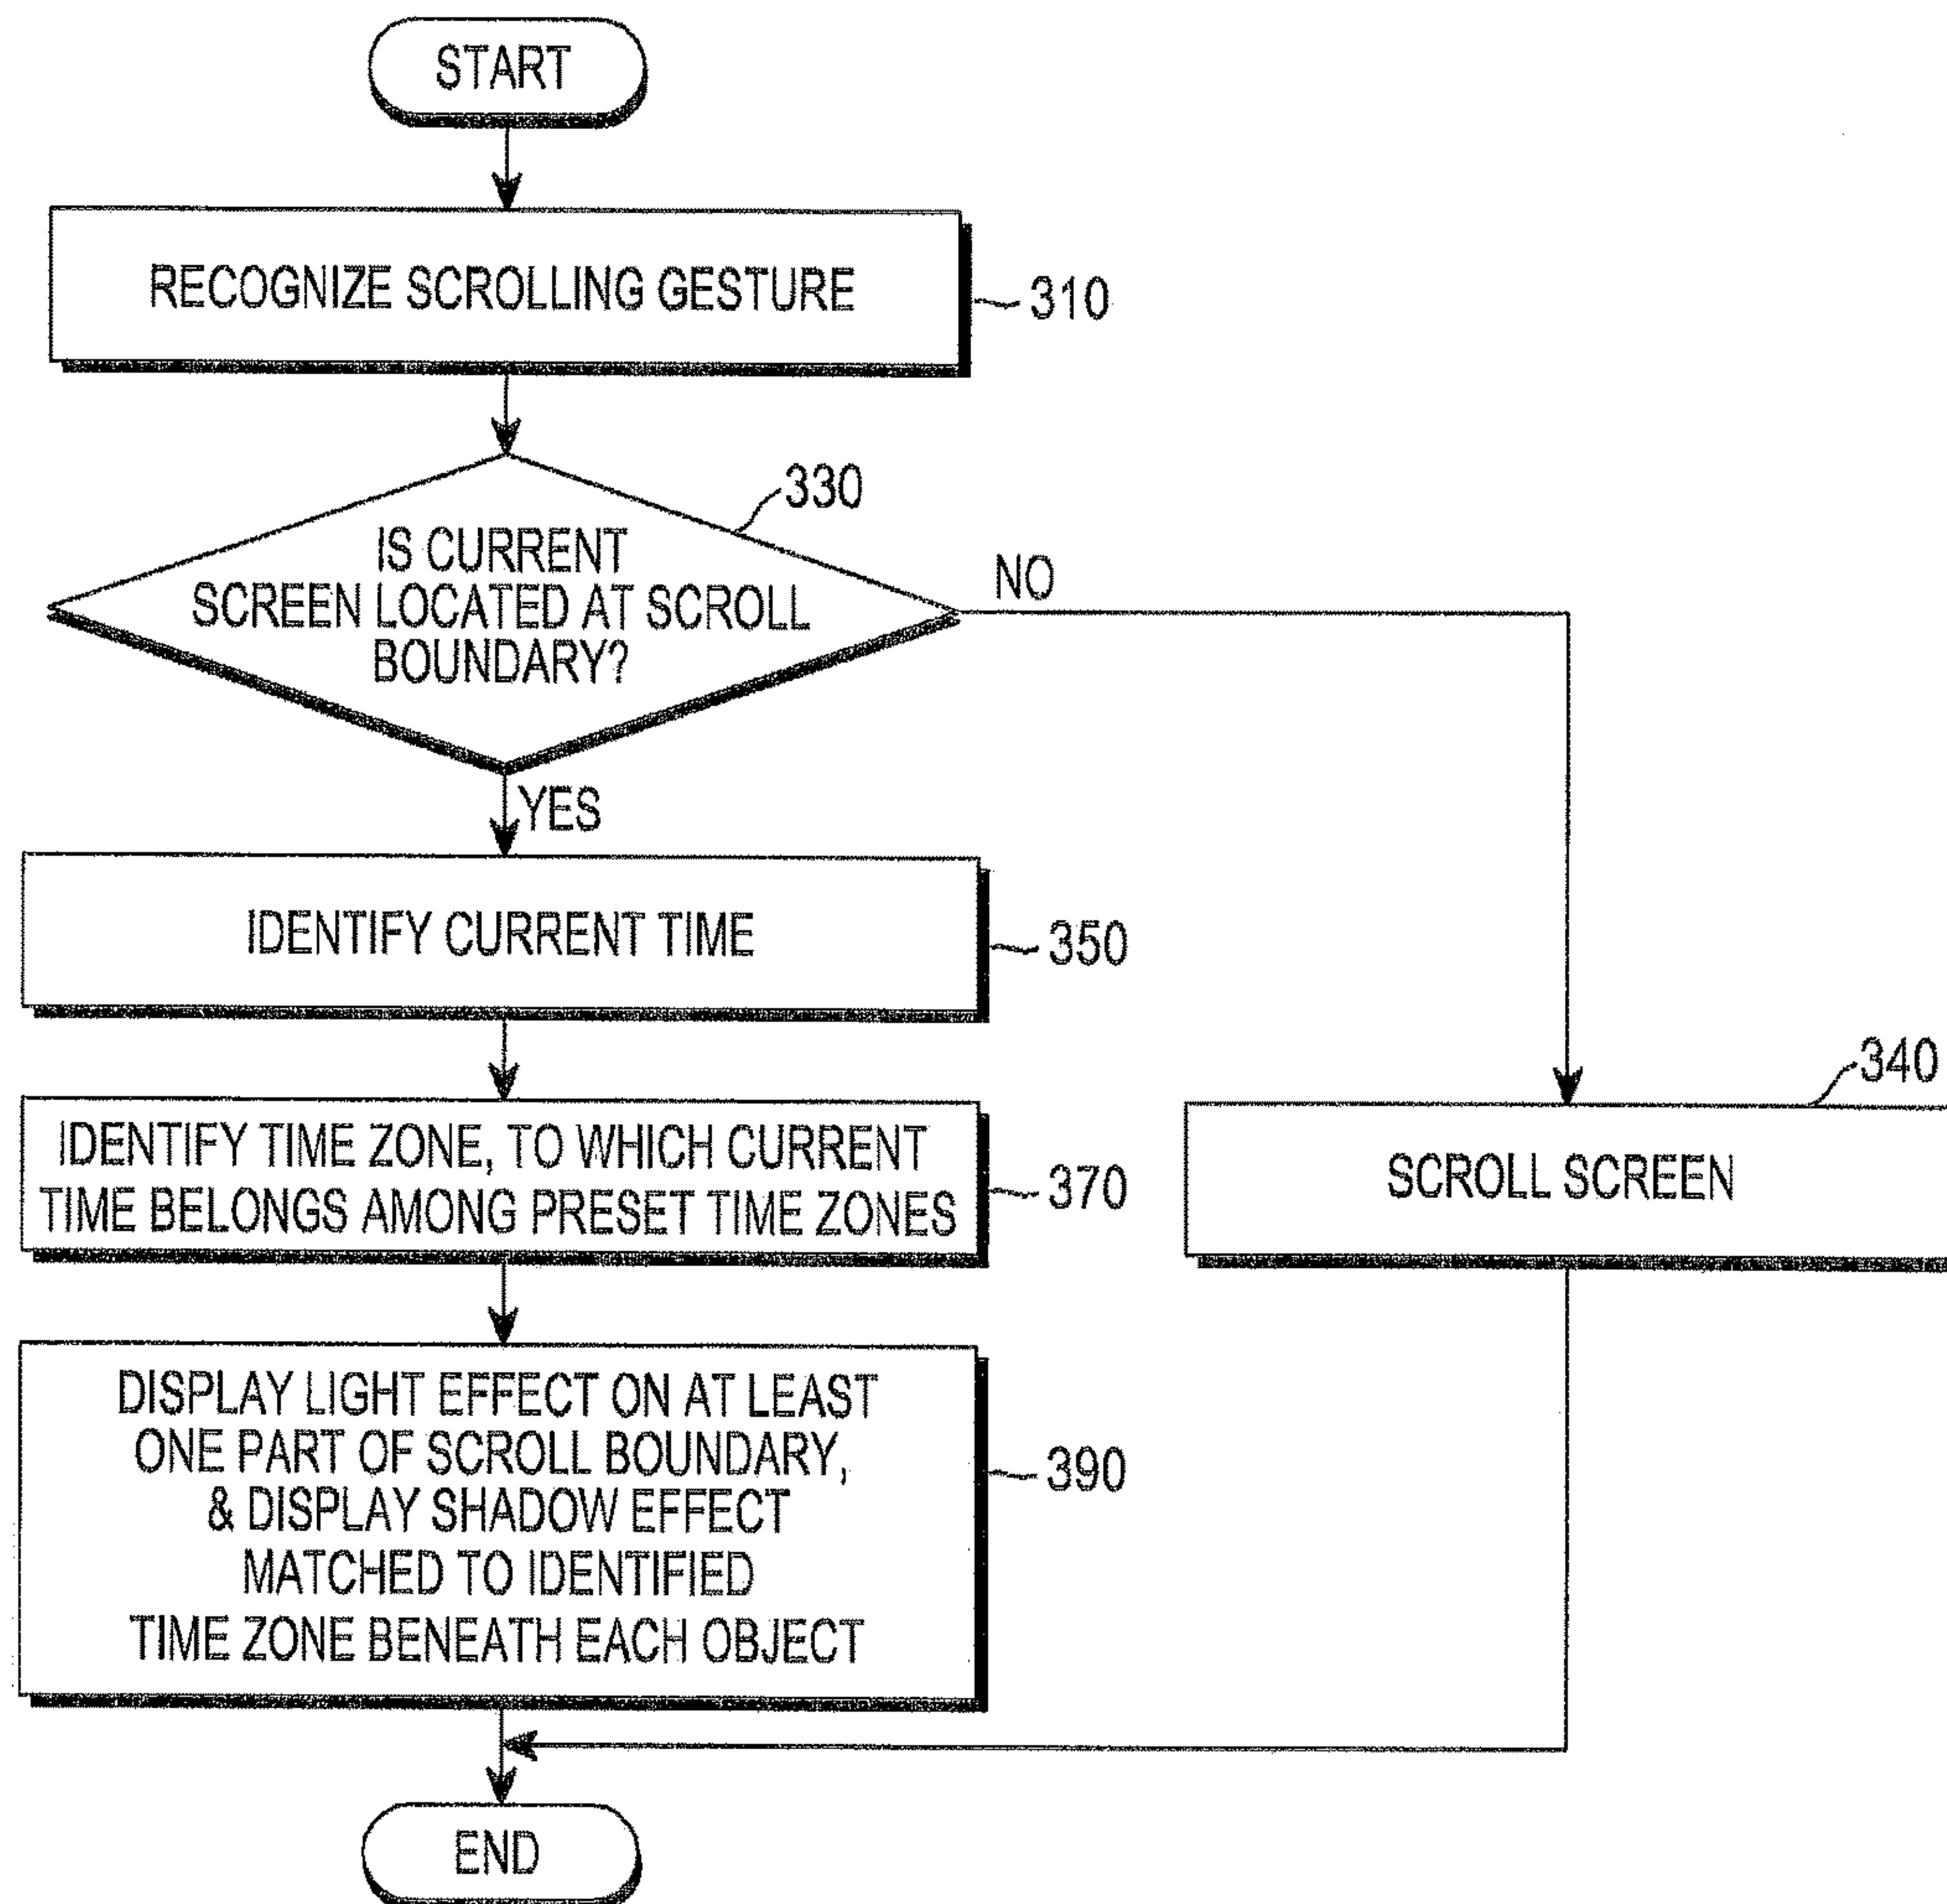 START
RECOGNIZE SCROLLING GESTURE
310
330
IS CURRENT
SCREEN LOCATED AT SCROLL
BOUNDARY?
NO
YES
IDENTIFY CURRENT TIME
350
340
IDENTIFY TIME ZONE, TO WHICH CURRENT
TIME BELONGS AMONG PRESET TIME ZONES
370
SCROLL SCREEN
DISPLAY LIGHT EFFECT ON AT LEAST
ONE PART OF SCROLL BOUNDARY,
& DISPLAY SHADOW EFFECT
MATCHED TO IDENTIFIED
TIME ZONE BENEATH EACH OBJECT
390
END